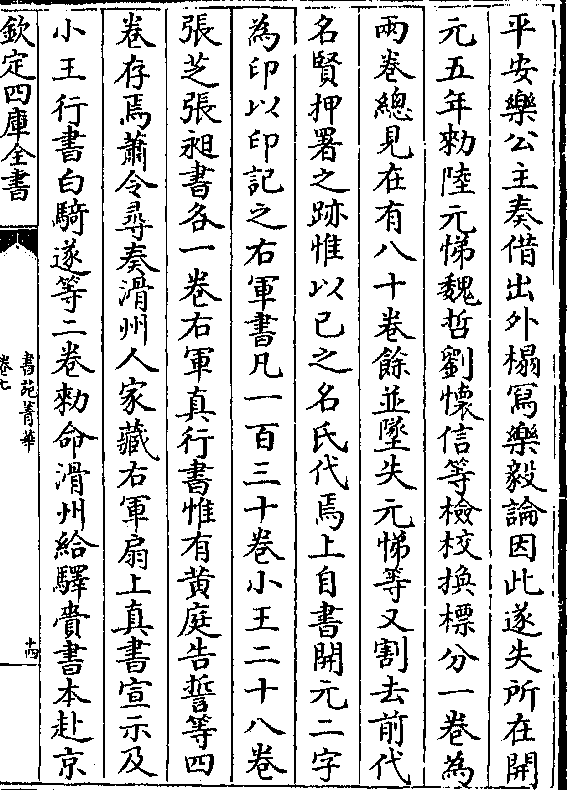 平安樂公主奏借出外榻寫樂毅論因此遂失所在開
元五年勑陸元悌魏哲劉懷信等檢校換標分一卷為
兩卷總見在有八十卷餘並墜失元悌等又割去前代
名賢押署之跡惟以已之名氏代焉上自書開元二字
為印以印記之右軍書凡一百三十卷小王二十八卷
張芝張昶書各一卷右軍真行書惟有黄庭告誓等四
卷存焉蕭令尋奏滑州人家藏右軍扇上真書宣示及
小王行書白騎遂等二卷勑命滑州給驛賫書本赴京
欽定四庫全書
書苑菁華
卷七
十四